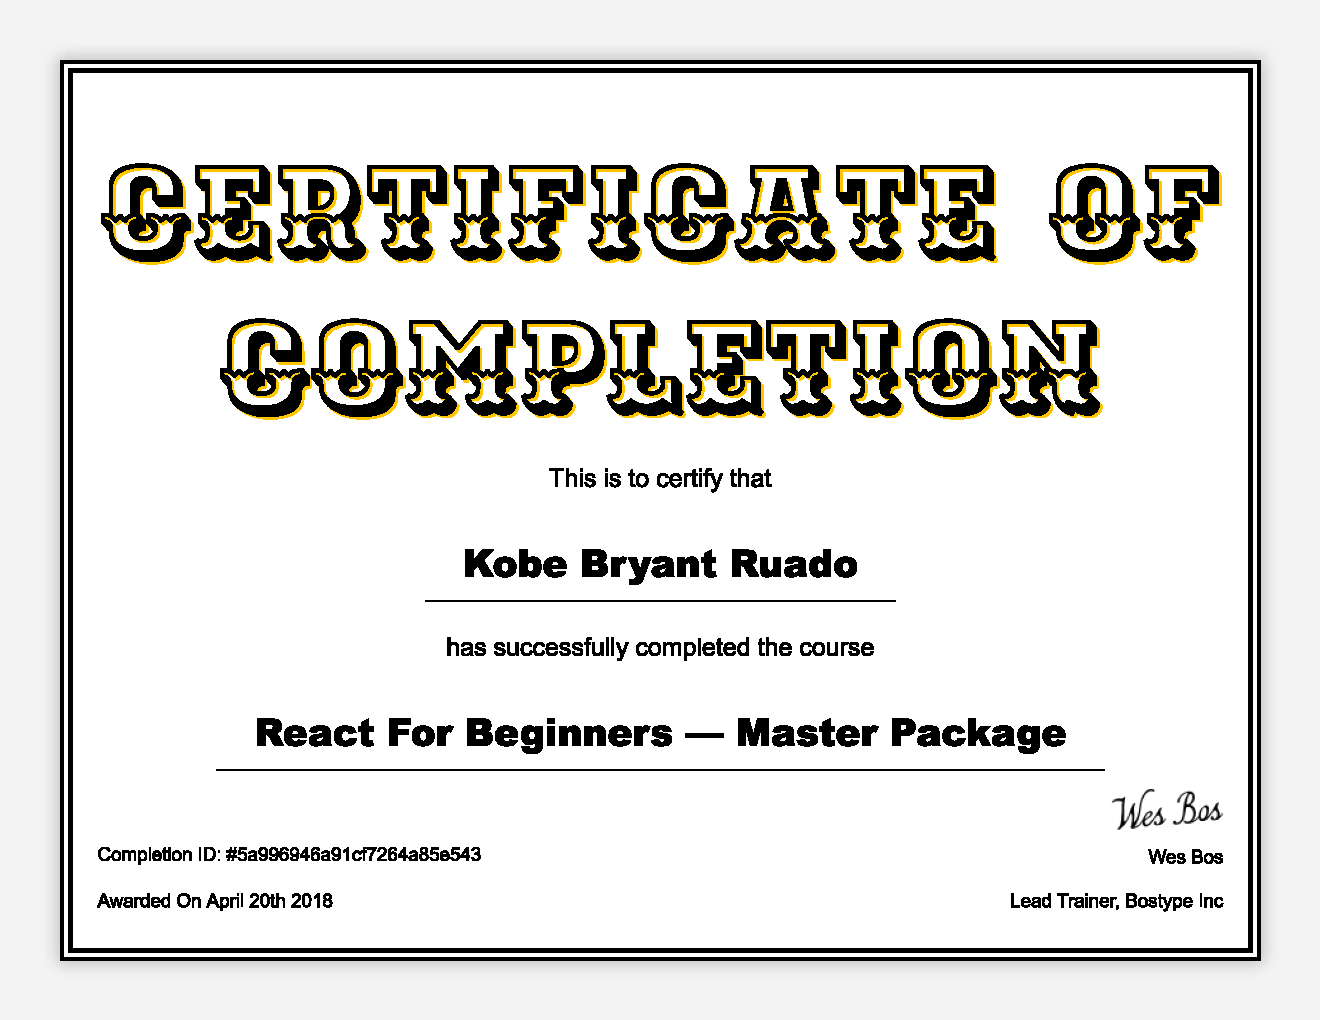 CERTIFICATE OF
COMPLETION
This is to certify that
Kobe Bryant Ruado
has successfully completed the course
React For Beginners — Master Package
Wes Bos
Completion ID: #5a996946a91cf7264a85e543
Wes Bos
Awarded On April 20th 2018
Lead Trainer, Bostype Inc